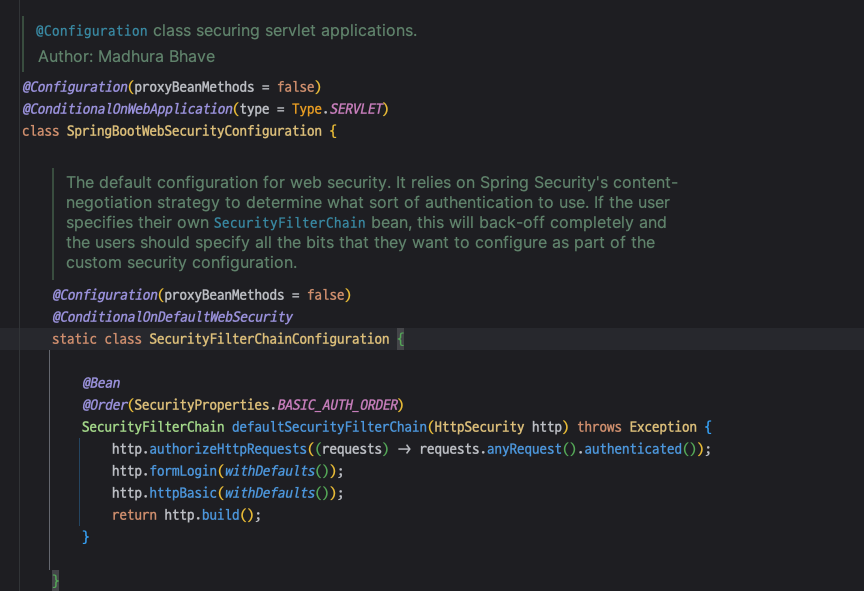 @Configuration class securing servlet applications.
Author: Madhura Bhave
@Configuration(proxyBeanMethods = false)
@ConditionalOnWebApplication(type = Type.SERVLET)
class SpringBootWebSecurityConfiguration {
The default configuration for web security. It relies on Spring Security's content-
negotiation strategy to determine what sort of authentication to use. If the user
specifies their own SecurityFilterChain bean, this will back-off completely and
the users should specify all the bits that they want to configure as part of the
custom security configuration.
@Configuration(proxyBeanMethods = false)
@ConditionalOnDefaultWebSecurity
static class SecurityFilterChainConfiguration {
@Bean
@Order(SecurityProperties.BASIC_AUTH_ORDER)
SecurityFilterChain defaultSecurityFilterChain(HttpSecurity http) throws Exception {
http.authorizeHttpRequests((requests) → requests.anyRequest().authenticated());
http.formLogin(withDefaults());
http.httpBasic(withDefaults());
return http.build();
}
}